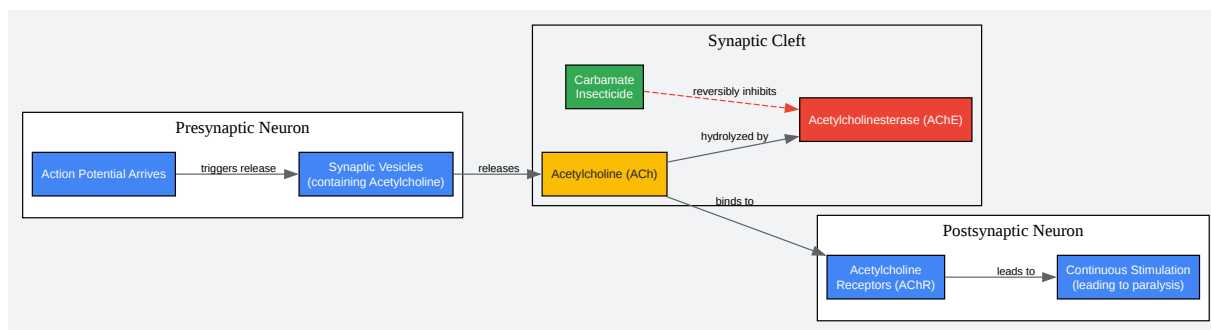 Synaptic Cleft
Carbamate
Insecticide
reversibly inhibits
Acetylcholinesterase (AChE)
hydrolyzed by
Presynaptic Neuron
Action Potential Arrives
triggers release
Synaptic Vesicles
(containing Acetylcholine)
releases
Acetylcholine (ACh)
binds to
Postsynaptic Neuron
Acetylcholine
Receptors (AChR)
leads to
Continuous Stimulation
(leading to paralysis)